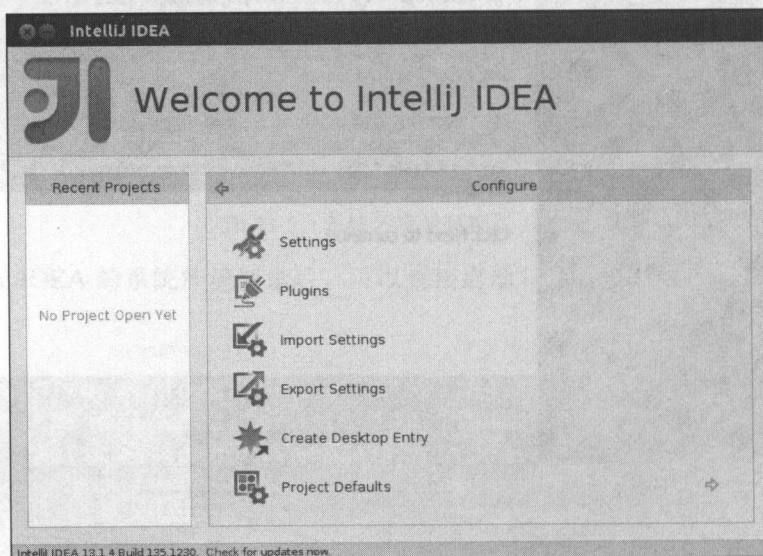 IntelliJ IDEA
Welcome to IntelliJ IDEA
Recent Projects
Configure
No Project Open Yet
Settings
Plugins
Import Settings
Export Settings
Create Desktop Entry
Project Defaults
IntelliJ IDEA 13.1.4 Build 135.1230. Check for updates now.